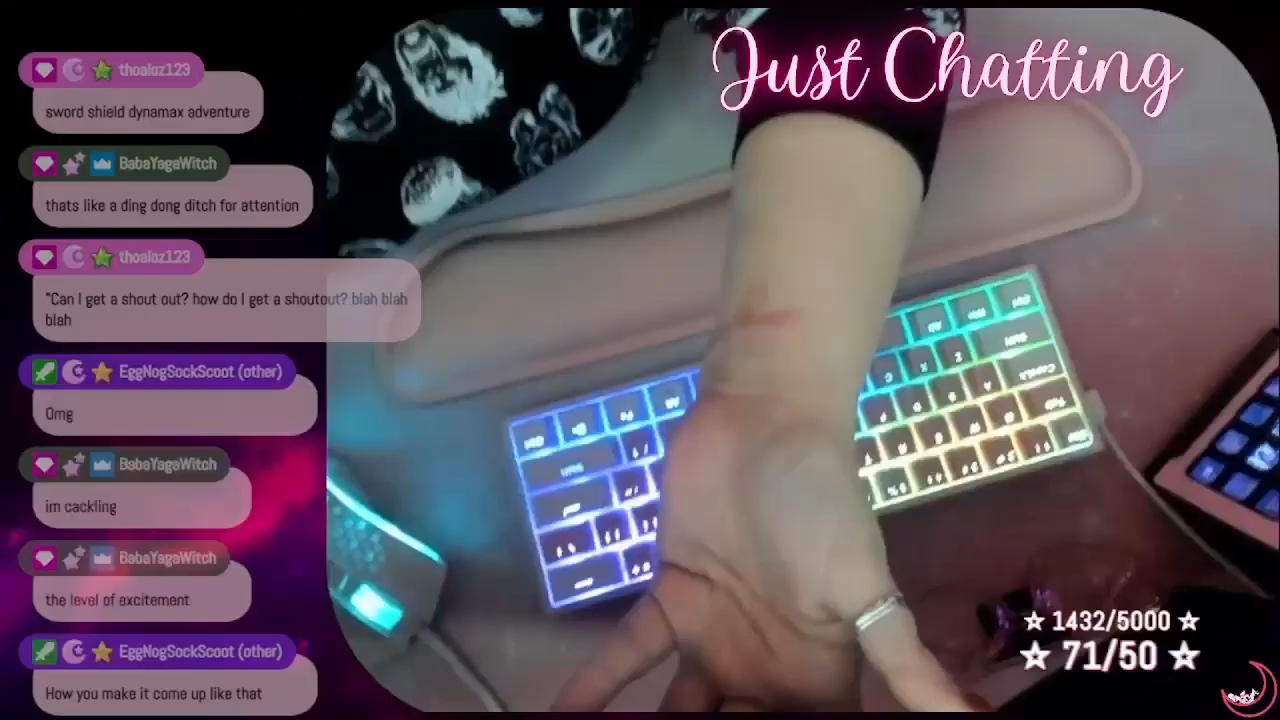 Just Chatting
thoaloz123
sword shield dynamax adventure
BabaYagaWitch
thats like a ding dong ditch for attention
thoaloz123
"Can I get a shout out? how do I get a shoutout? blah blah
blah
EggNogSockScoot (other)
Omg
BabaYagaWitch
im cackling
BabaYagaWitch
the level of excitement
EggNogSockScoot (other)
How you make it come up like that
☆ 1432/5000 ☆
☆ 71/50 ☆